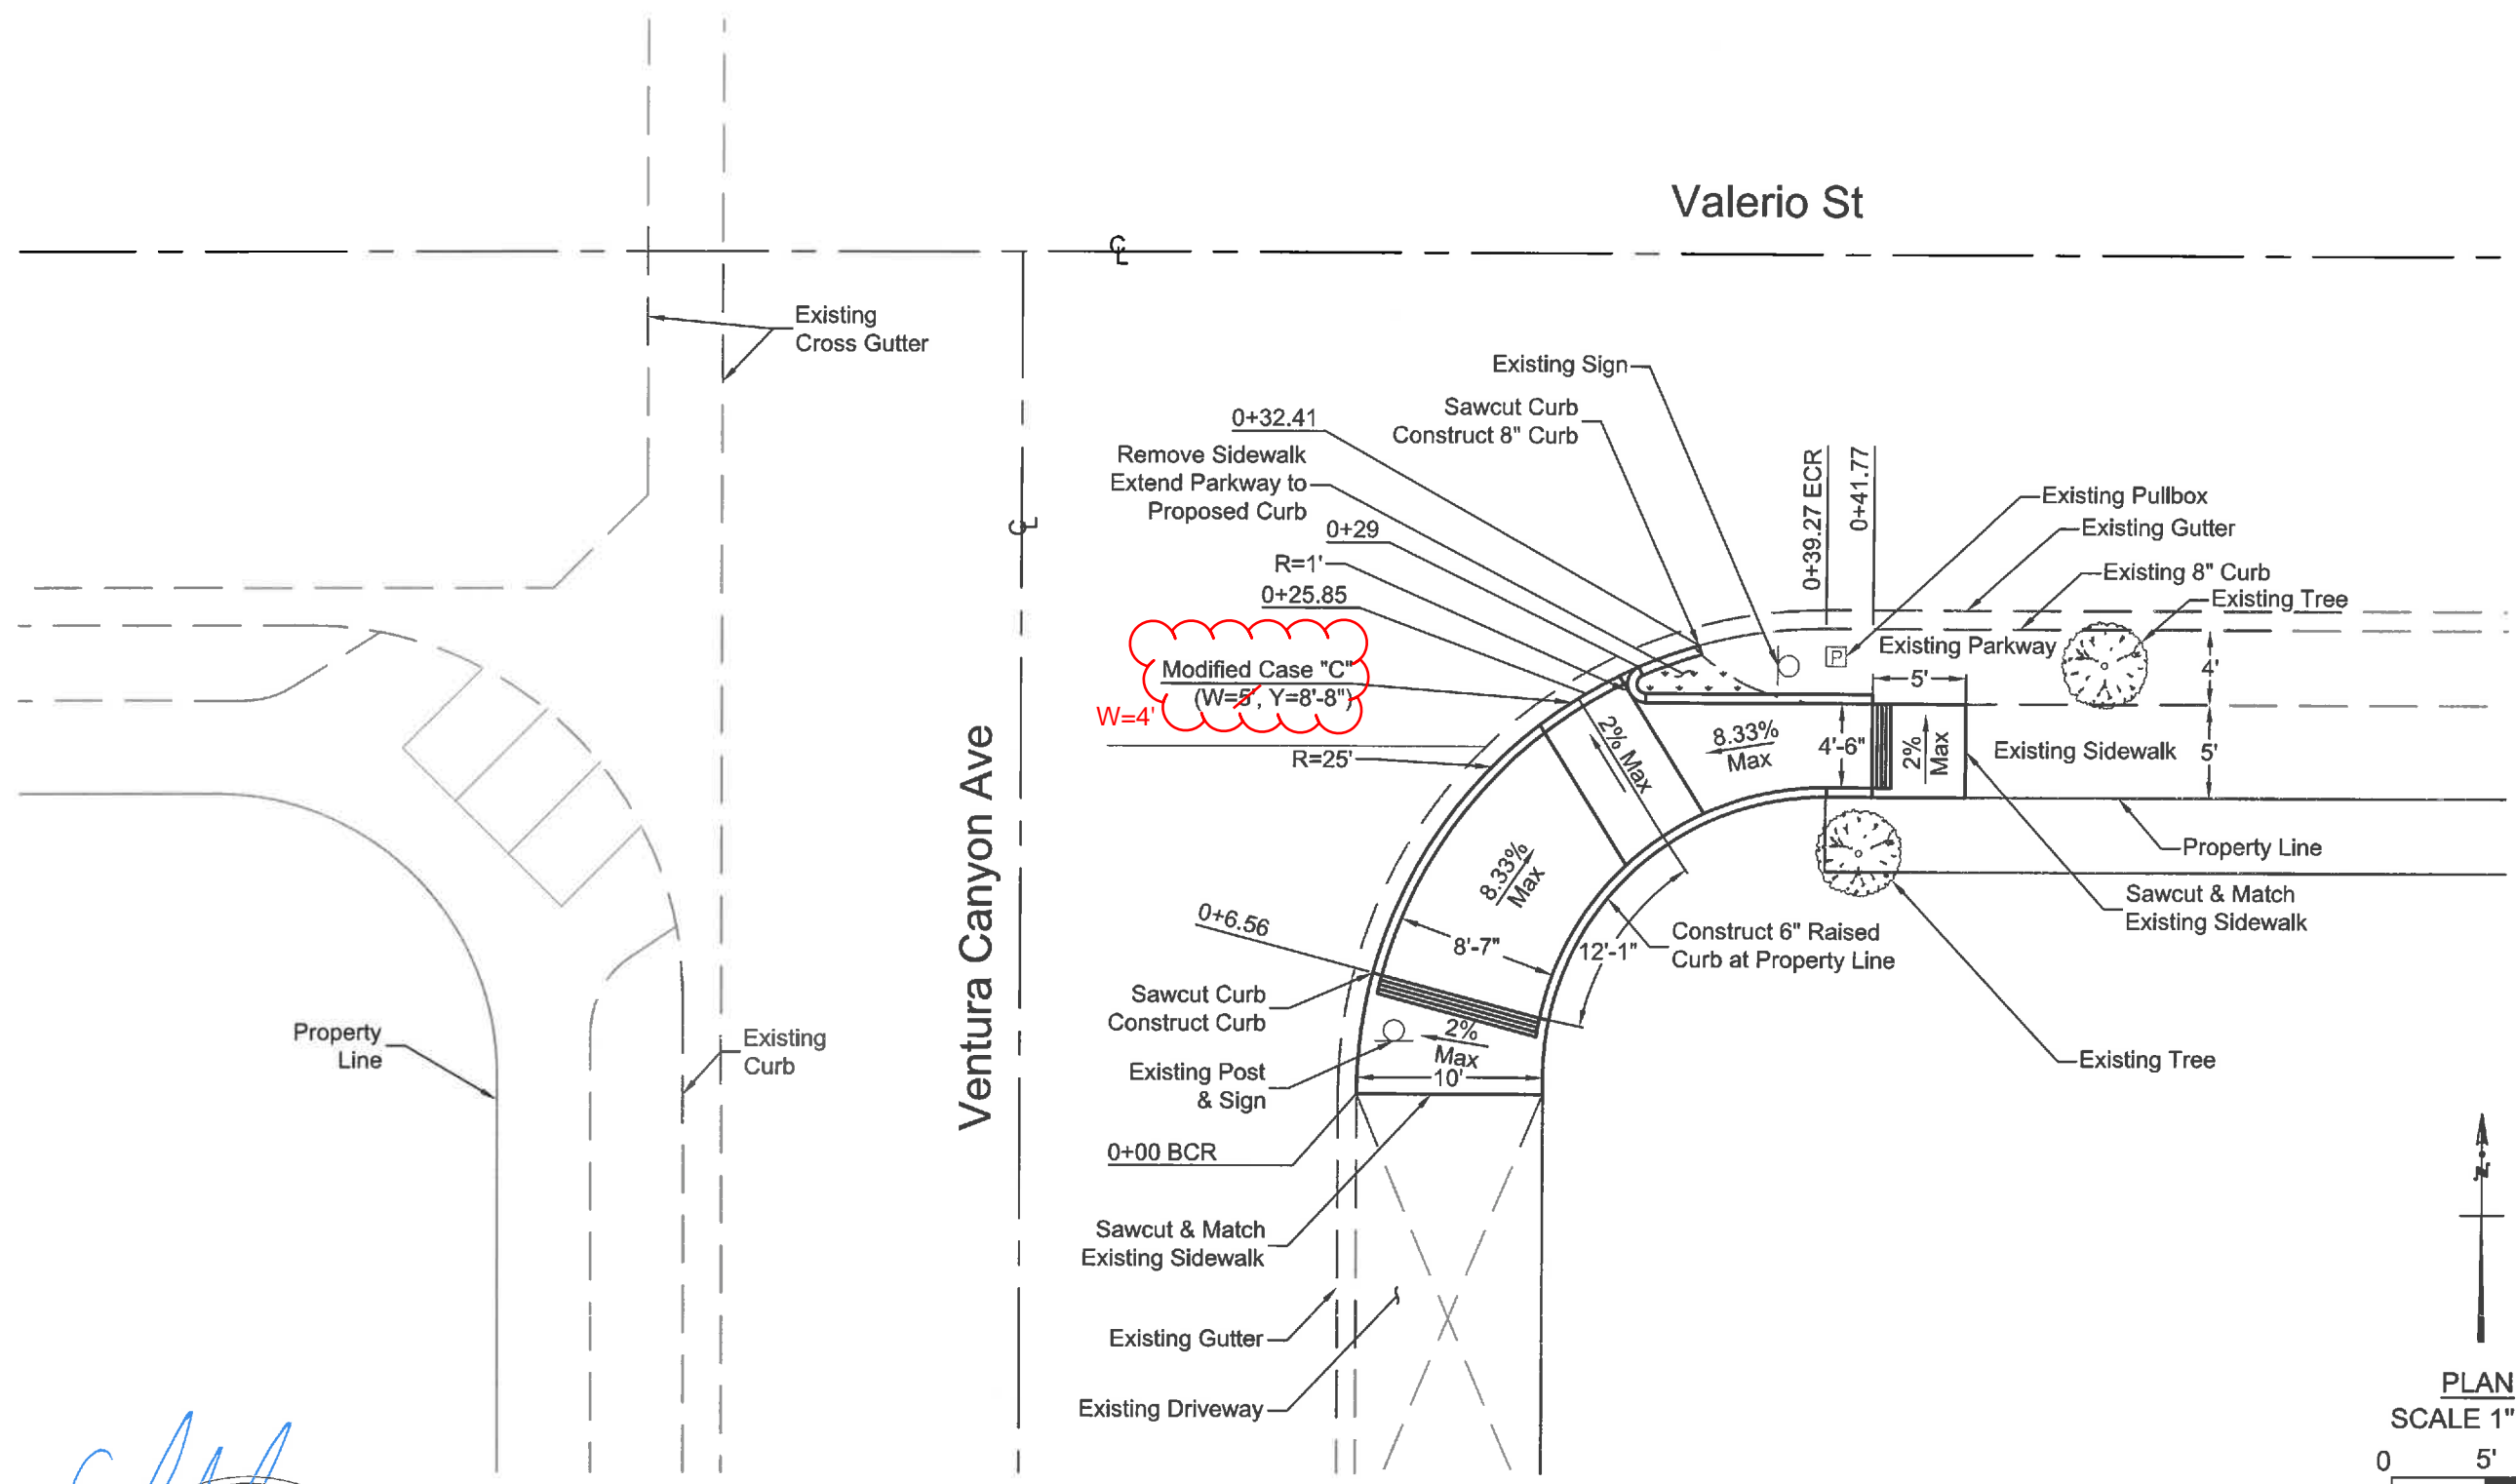 Valerio St
C L
Existing
Cross Gutter
Existing Sign
Sawcut Curb
Construct 8" Curb
0+32.41
Remove Sidewalk
Extend Parkway to
Proposed Curb
0+29
R=1'
0+25.85
Modified Case "C"
(W=5', Y=8'-8")
W=4'
R=25'
C L
0+39.27 ECR
0+41.77
Existing Pullbox
Existing Gutter
Existing 8" Curb
Existing Tree
Existing Parkway
P
4'
5'
2% Max
8.33%
Max
4'-6"
2%
Max
Existing Sidewalk
5'
Property Line
Sawcut & Match
Existing Sidewalk
8.33%
Max
8'-7"
12'-1"
Construct 6" Raised
Curb at Property Line
Existing Tree
Ventura Canyon Ave
0+6.56
Sawcut Curb
Construct Curb
2%
Max
10'
Existing Post
& Sign
0+00 BCR
Sawcut & Match
Existing Sidewalk
Existing Gutter
Existing Driveway
Property
Line
Existing
Curb
N
PLAN
SCALE 1"
0 5'